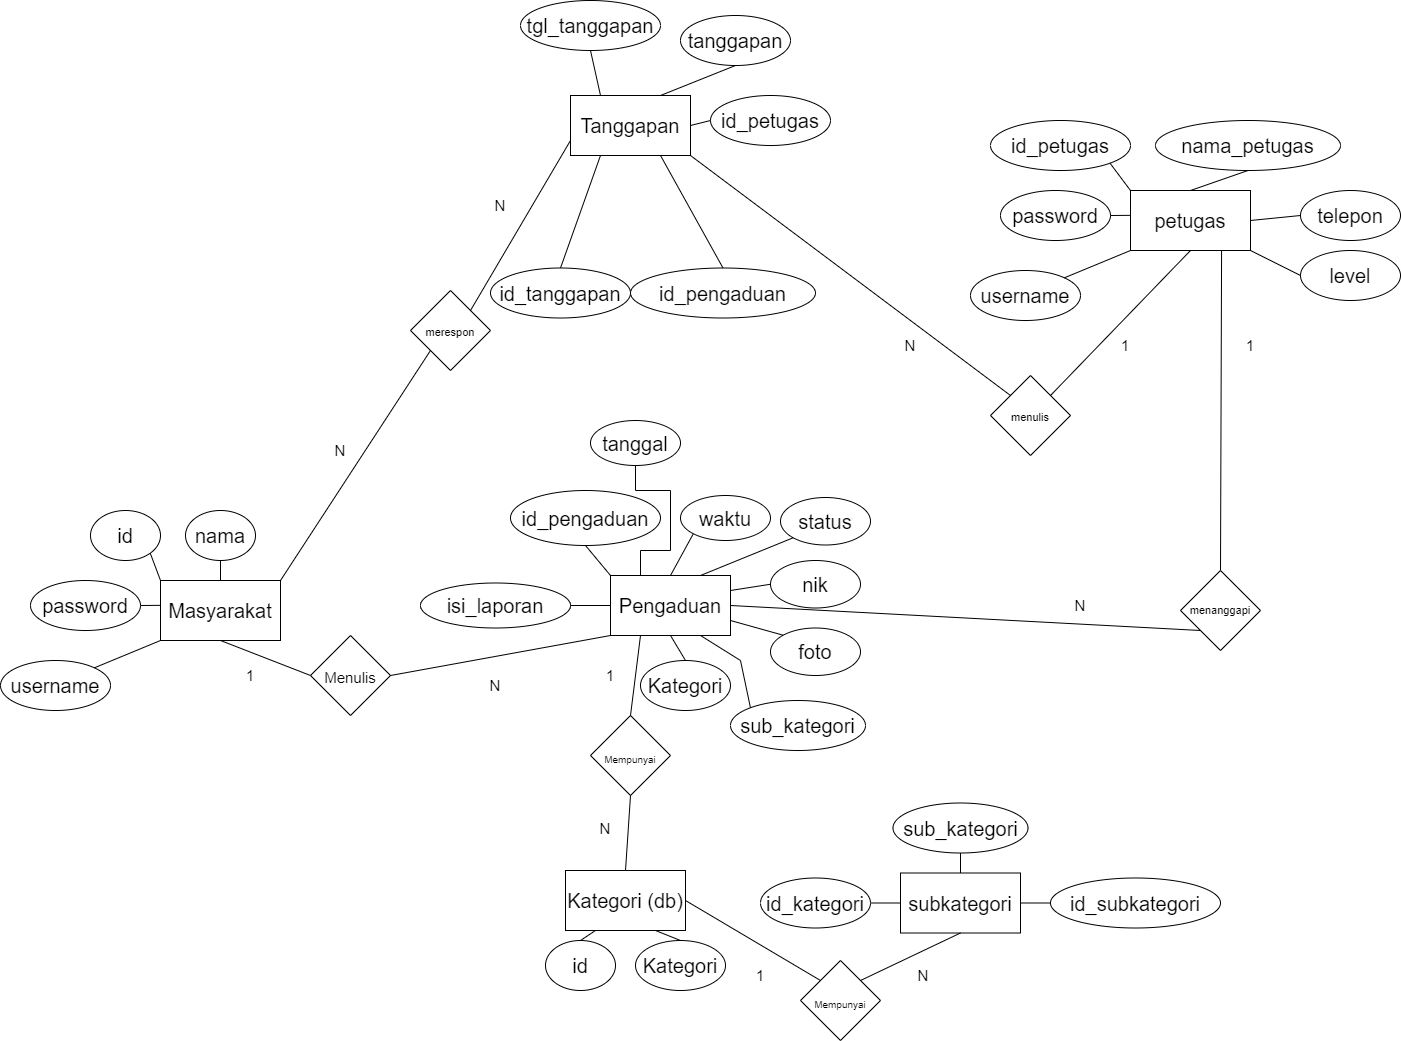 tgl_tanggapan
tanggapan
Tanggapan
id_petugas
id_petugas
nama_petugas
N
password
petugas
telepon
level
id_tanggapan
id_pengaduan
username
merespon
N
1
1
menulis
tanggal
N
id_pengaduan
waktu
status
id
nama
nik
password
Masyarakat
isi_laporan
Pengaduan
N
menanggapi
foto
1
Menulis
N
1
Kategori
username
sub_kategori
Mempunyai
N
sub_kategori
Kategori (db)
id_kategori
subkategori
id_subkategori
id
Kategori
1
N
Mempunyai